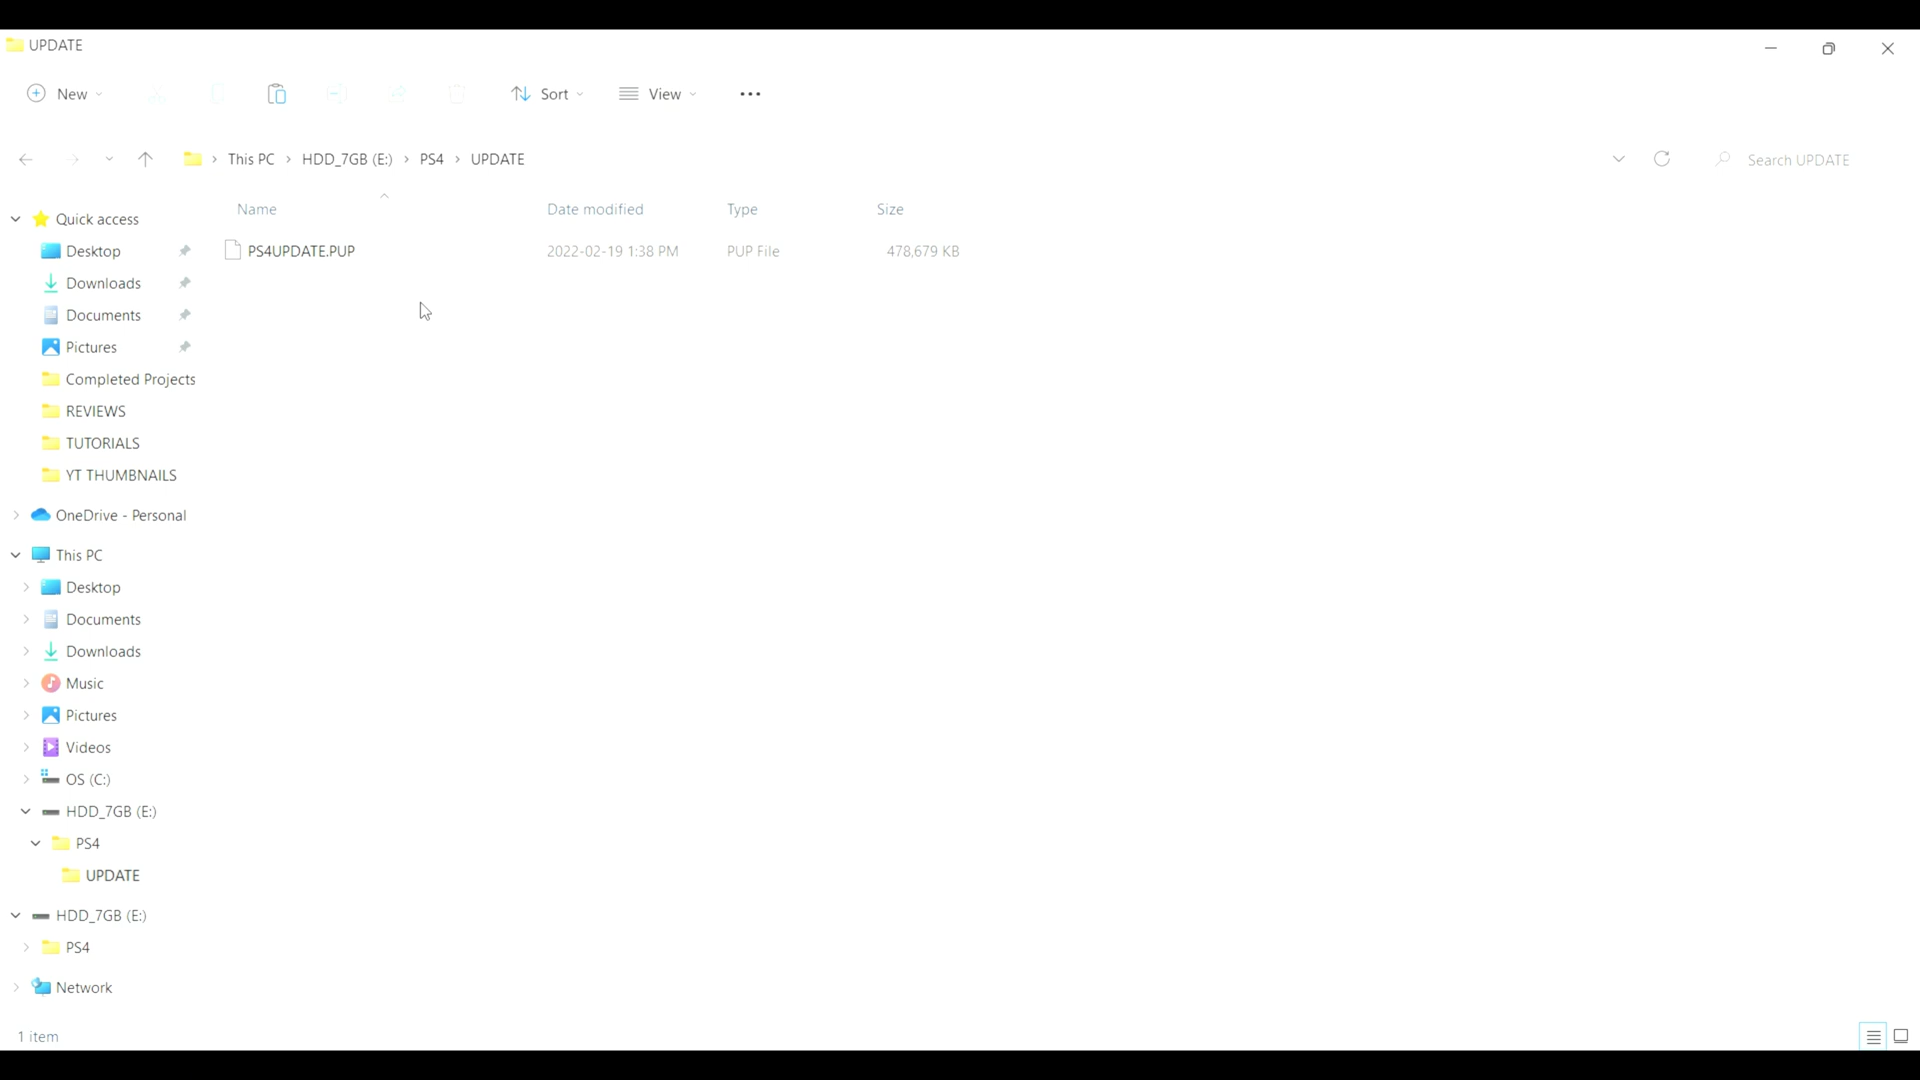 UPDATE
New Sort View
This PC HDD_7GB (E:) PS4 UPDATE Search UPDATE
Name Date modified Type Size
PS4UPDATE.PUP 2022-02-19 1:38 PM PUP File 478,679 KB
Quick access
Desktop
Downloads
Documents
Pictures
Completed Projects
REVIEWS
TUTORIALS
YT THUMBNAILS
OneDrive - Personal
This PC
Desktop
Documents
Downloads
Music
Pictures
Videos
OS (C:)
HDD_7GB (E:)
PS4
UPDATE
HDD_7GB (E:)
PS4
Network
1 item